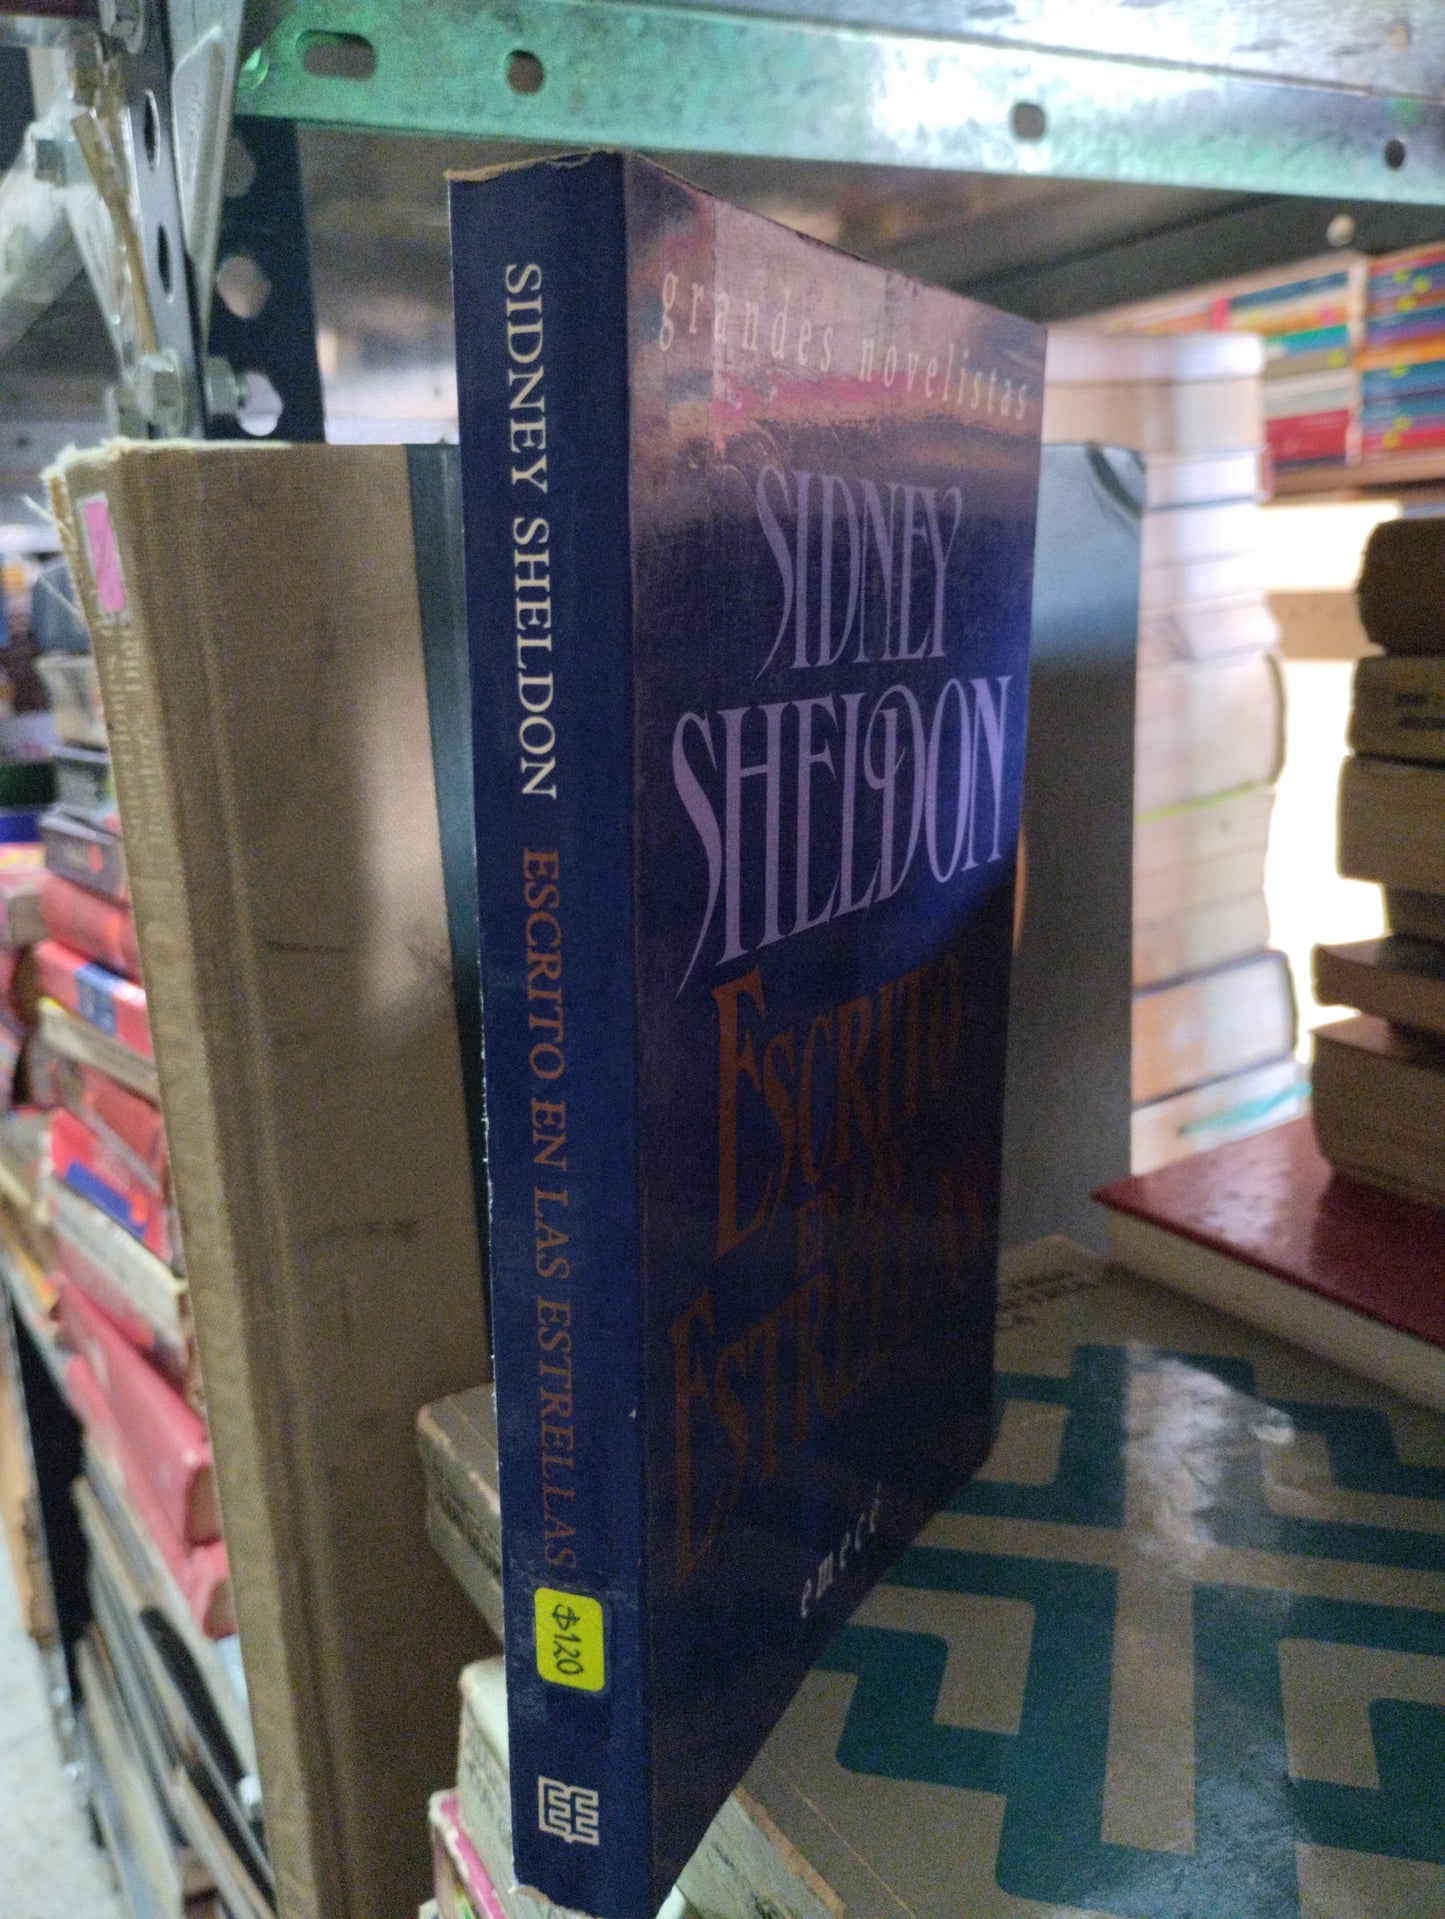 SIDNEY SHELDON ESCRITO EN LAS ESTRELLAS
$120
grandes novelistas
SIDNEY
SHELDON
ESCRITO
EN LAS
ESTRELLAS
emecé